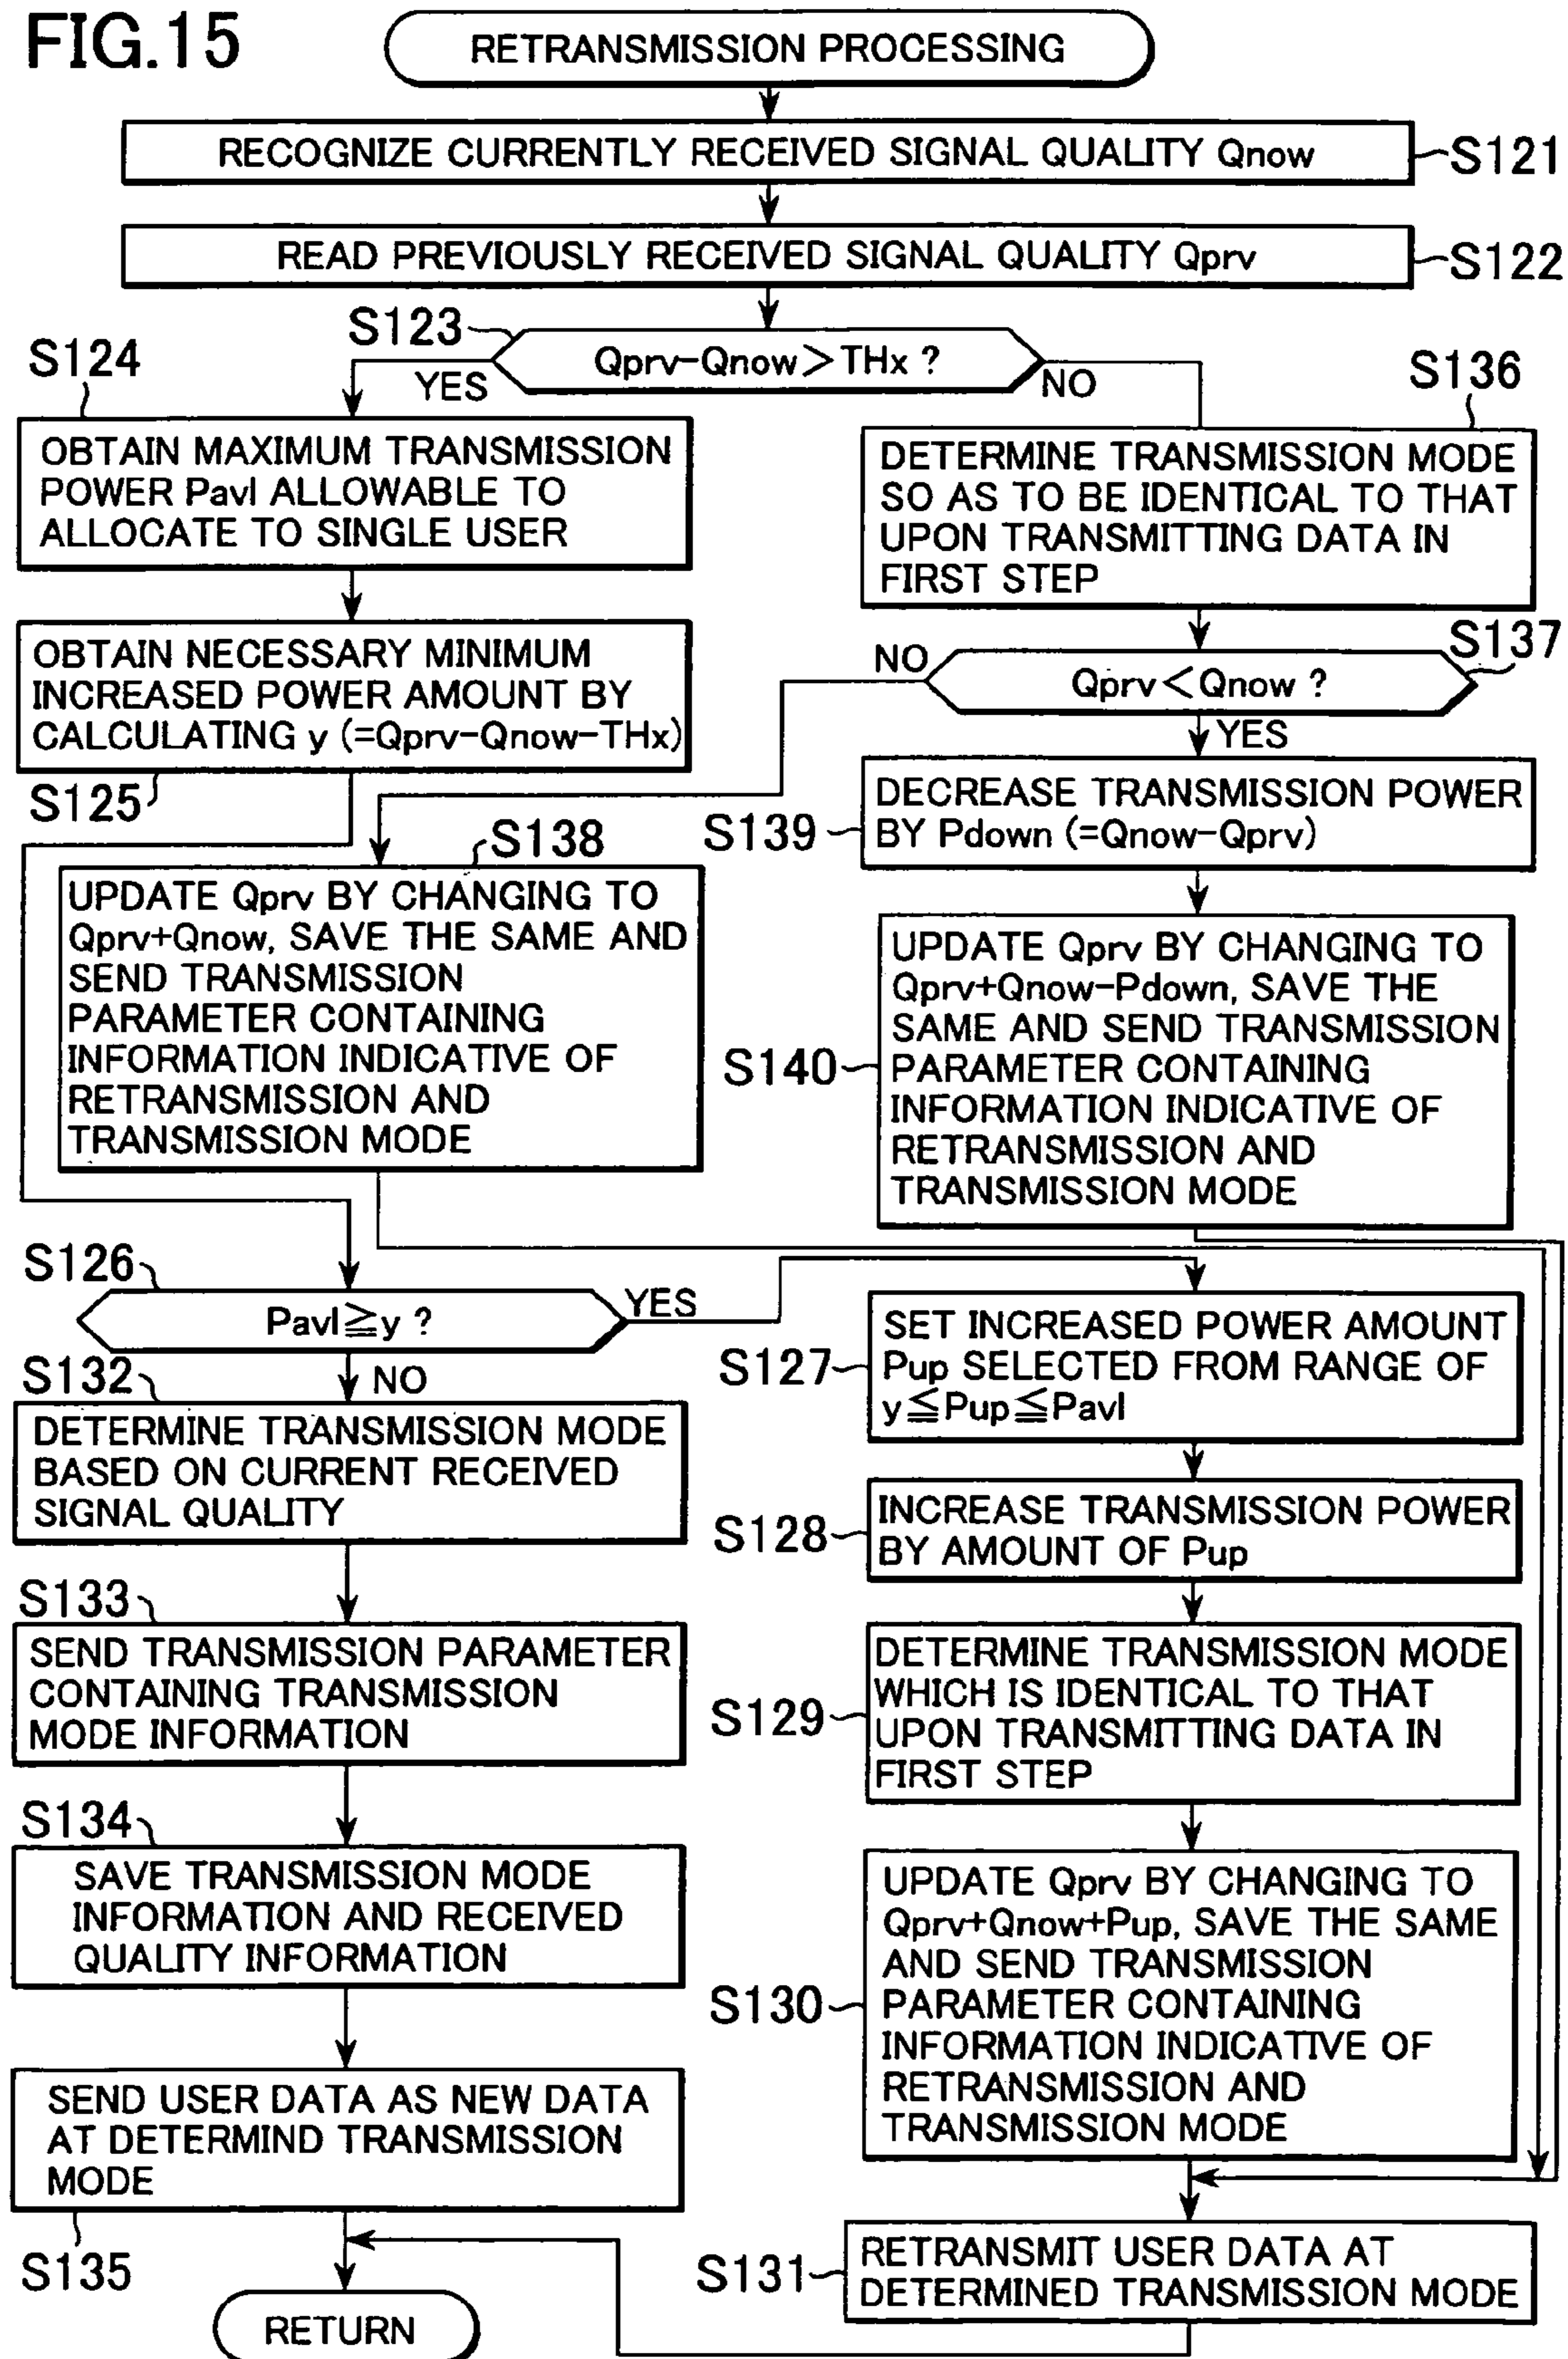 FIG.15
RETRANSMISSION PROCESSING
RECOGNIZE CURRENTLY RECEIVED SIGNAL QUALITY Qnow
S121
READ PREVIOUSLY RECEIVED SIGNAL QUALITY Qprv
S122
S123
Qprv-Qnow>THx ?
YES
NO
S124
OBTAIN MAXIMUM TRANSMISSION
POWER Pavl ALLOWABLE TO
ALLOCATE TO SINGLE USER
OBTAIN NECESSARY MINIMUM
INCREASED POWER AMOUNT BY
CALCULATING y (=Qprv-Qnow-THx)
S125
S136
DETERMINE TRANSMISSION MODE
SO AS TO BE IDENTICAL TO THAT
UPON TRANSMITTING DATA IN
FIRST STEP
S137
NO
Qprv<Qnow ?
YES
DECREASE TRANSMISSION POWER
BY Pdown (=Qnow-Qprv)
S139
S138
UPDATE Qprv BY CHANGING TO
Qprv+Qnow, SAVE THE SAME AND
SEND TRANSMISSION
PARAMETER CONTAINING
INFORMATION INDICATIVE OF
RETRANSMISSION AND
TRANSMISSION MODE
UPDATE Qprv BY CHANGING TO
Qprv+Qnow-Pdown, SAVE THE
SAME AND SEND TRANSMISSION
PARAMETER CONTAINING
INFORMATION INDICATIVE OF
RETRANSMISSION AND
TRANSMISSION MODE
S140
S126
Pavl≧y ?
YES
NO
S132
DETERMINE TRANSMISSION MODE
BASED ON CURRENT RECEIVED
SIGNAL QUALITY
S133
SEND TRANSMISSION PARAMETER
CONTAINING TRANSMISSION
MODE INFORMATION
S134
SAVE TRANSMISSION MODE
INFORMATION AND RECEIVED
QUALITY INFORMATION
SEND USER DATA AS NEW DATA
AT DETERMIND TRANSMISSION
MODE
S135
RETURN
SET INCREASED POWER AMOUNT
Pup SELECTED FROM RANGE OF
y≦Pup≦Pavl
S127
INCREASE TRANSMISSION POWER
BY AMOUNT OF Pup
S128
DETERMINE TRANSMISSION MODE
WHICH IS IDENTICAL TO THAT
UPON TRANSMITTING DATA IN
FIRST STEP
S129
UPDATE Qprv BY CHANGING TO
Qprv+Qnow+Pup, SAVE THE SAME
AND SEND TRANSMISSION
PARAMETER CONTAINING
INFORMATION INDICATIVE OF
RETRANSMISSION AND
TRANSMISSION MODE
S130
RETRANSMIT USER DATA AT
DETERMINED TRANSMISSION MODE
S131